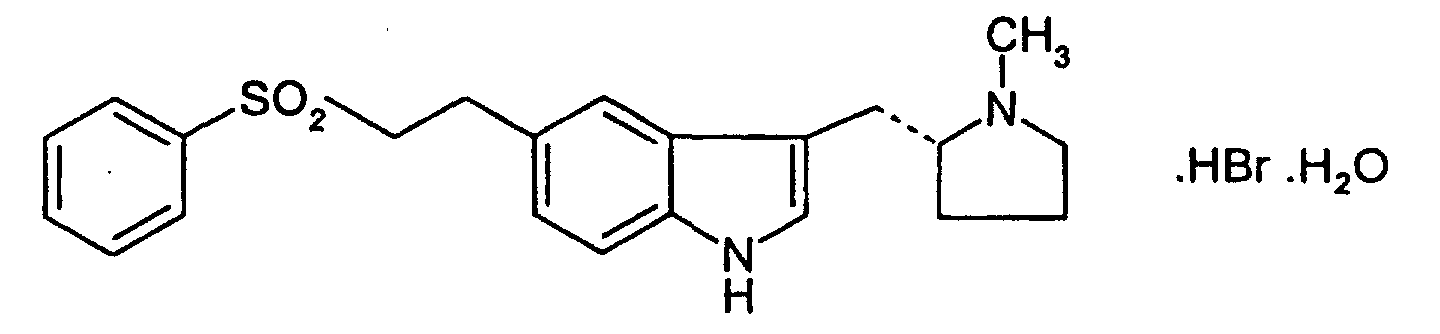 CH3
SO2
N
.HBr .H2O
N
H